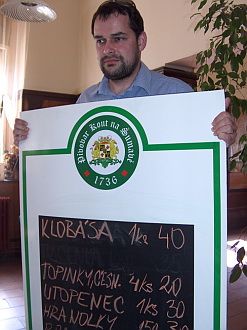 Pivovar Kout na Šumavě
1736
KLOBÁSA 1ks 40
TOPINKY,ČESN. 4/ks 20
UTOPENEC 1ks 30
HRANOLKY